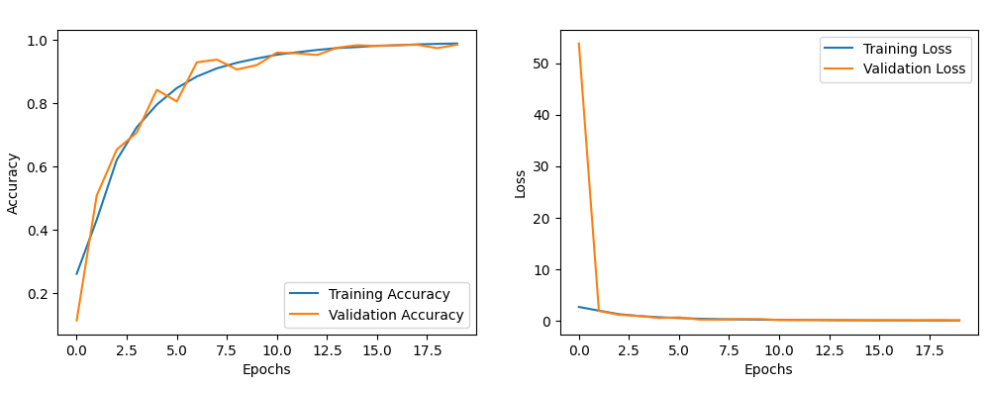 1.0
0.8
0.6
0.4
0.2
Accuracy
0.0 2.5 5.0 7.5 10.0 12.5 15.0 17.5
Epochs
Training Accuracy
Validation Accuracy
50
40
30
20
10
0
Loss
0.0 2.5 5.0 7.5 10.0 12.5 15.0 17.5
Epochs
Training Loss
Validation Loss